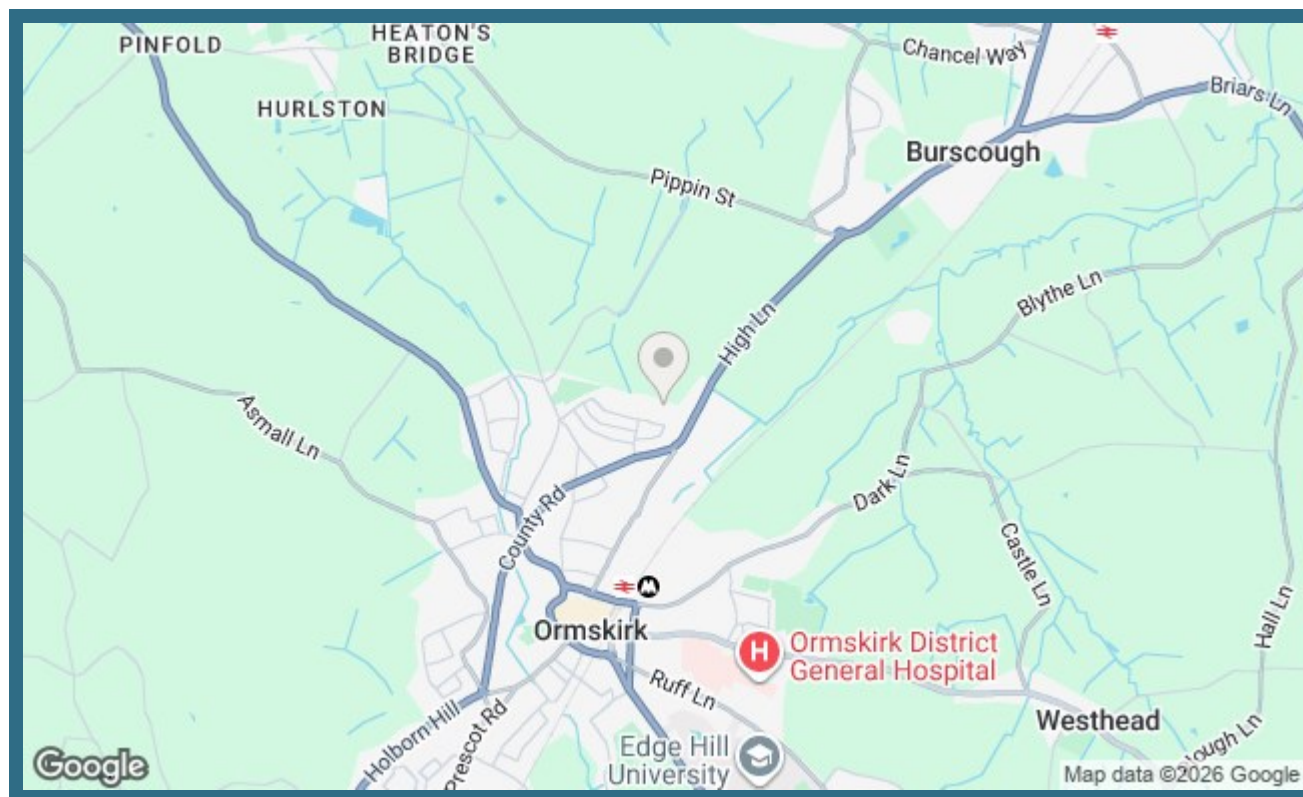 PINFOLD
HEATON'S
BRIDGE
Chancel Way
Briars Ln
HURLSTON
Burscough
Pippin St
Blythe Ln
High Ln
Asmall Ln
Dark Ln
County Rd
Castle Ln
Hall Ln
Ormskirk
H
Ormskirk District
General Hospital
Ruff Ln
Holborn Hill
Prescot Rd
Westhead
Edge Hill
University
Slough Ln
Google
Map data ©2026 Google